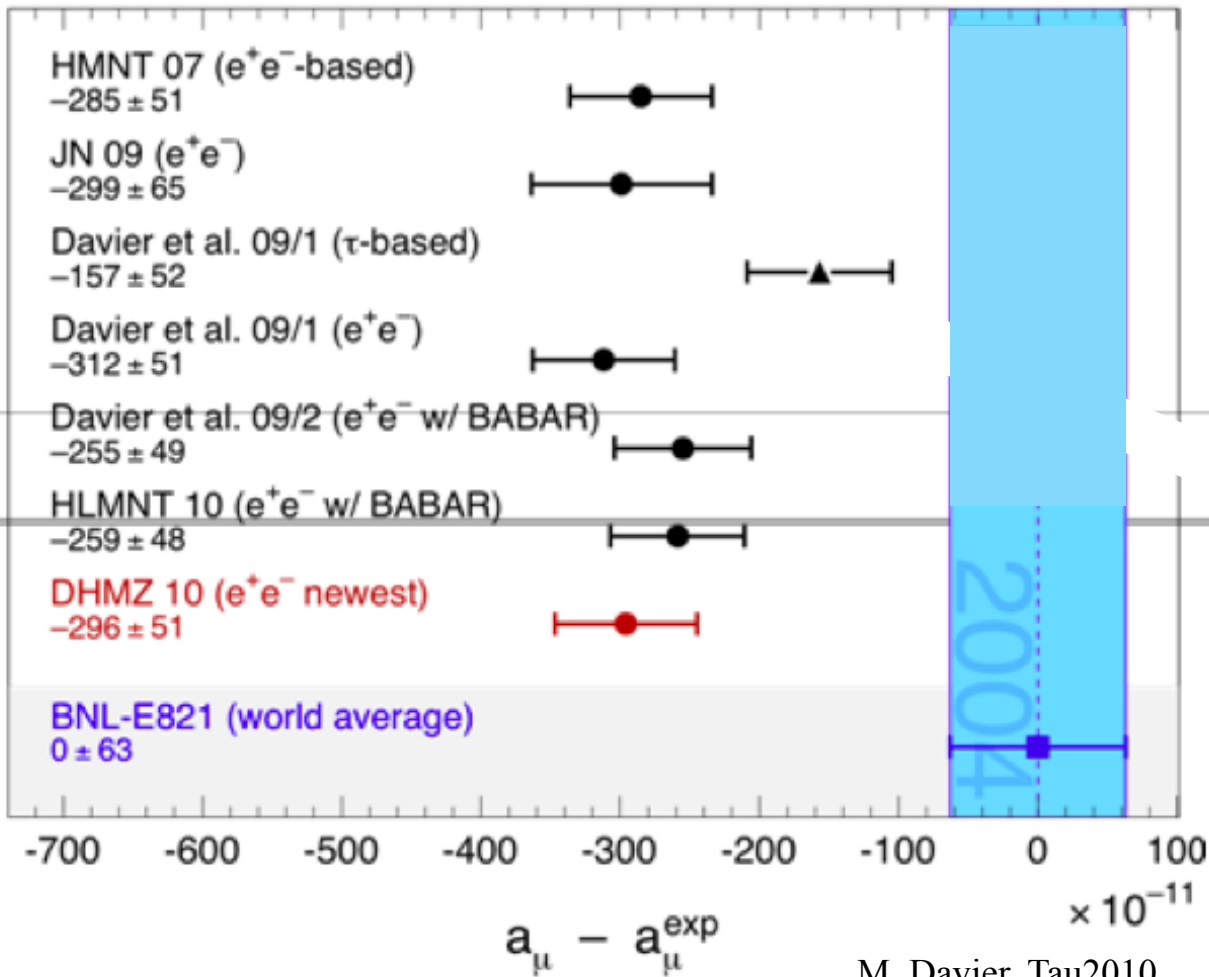 HMNT 07 (e⁺e⁻-based)
−285 ± 51
JN 09 (e⁺e⁻)
−299 ± 65
Davier et al. 09/1 (τ-based)
−157 ± 52
Davier et al. 09/1 (e⁺e⁻)
−312 ± 51
Davier et al. 09/2 (e⁺e⁻ w/ BABAR)
−255 ± 49
HLMNT 10 (e⁺e⁻ w/ BABAR)
−259 ± 48
DHMZ 10 (e⁺e⁻ newest)
−296 ± 51
2004
BNL-E821 (world average)
0 ± 63
-700 -600 -500 -400 -300 -200 -100 0 100
× 10⁻¹¹
a_μ − a_μ^exp
M. Davier, Tau2010